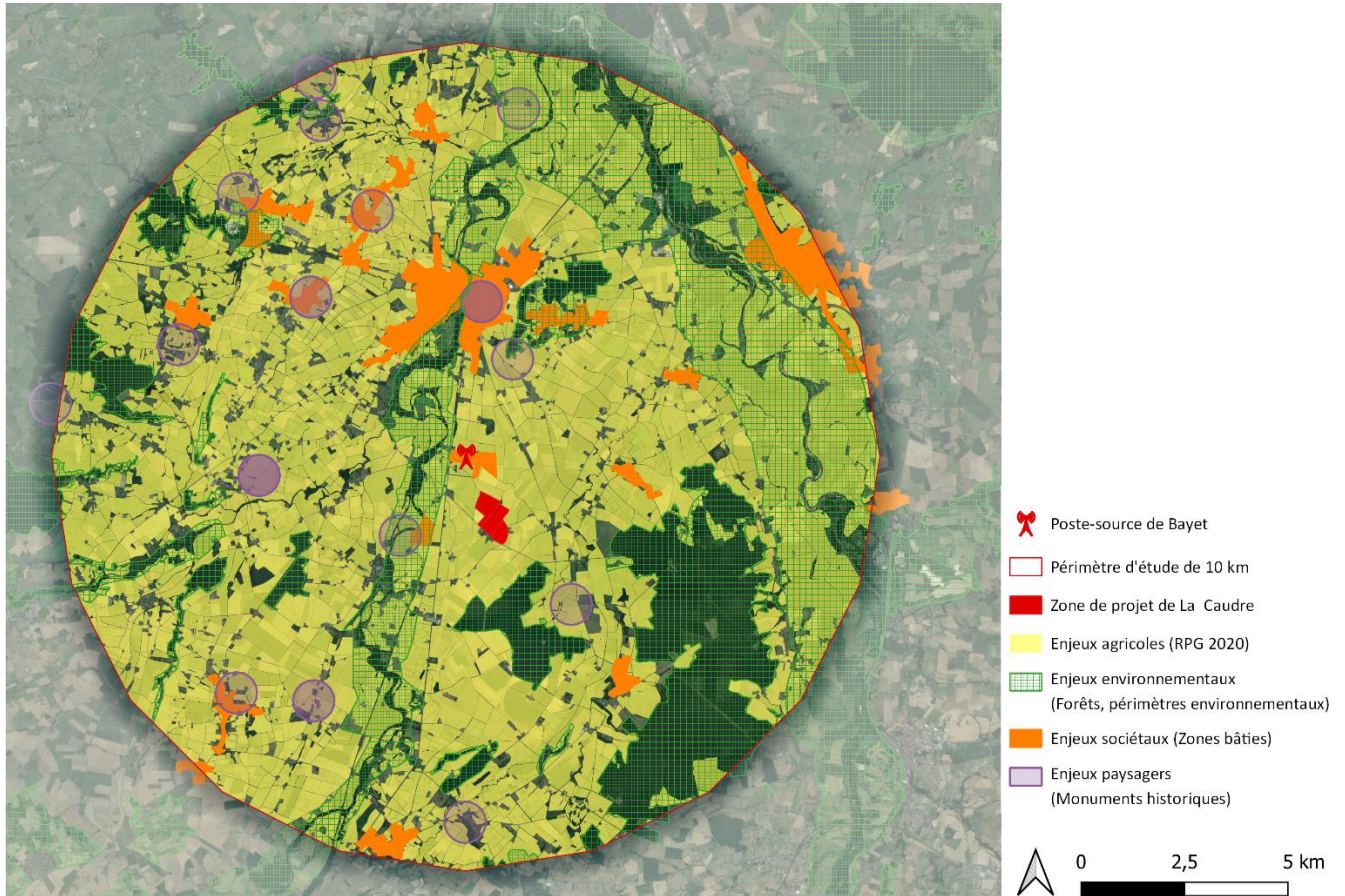 Poste-source de Bayet
Périmètre d'étude de 10 km
Zone de projet de La Caudre
Enjeux agricoles (RPG 2020)
Enjeux environnementaux
(Forêts, périmètres environnementaux)
Enjeux sociétaux (Zones bâties)
Enjeux paysagers
(Monuments historiques)
0 2,5 5 km